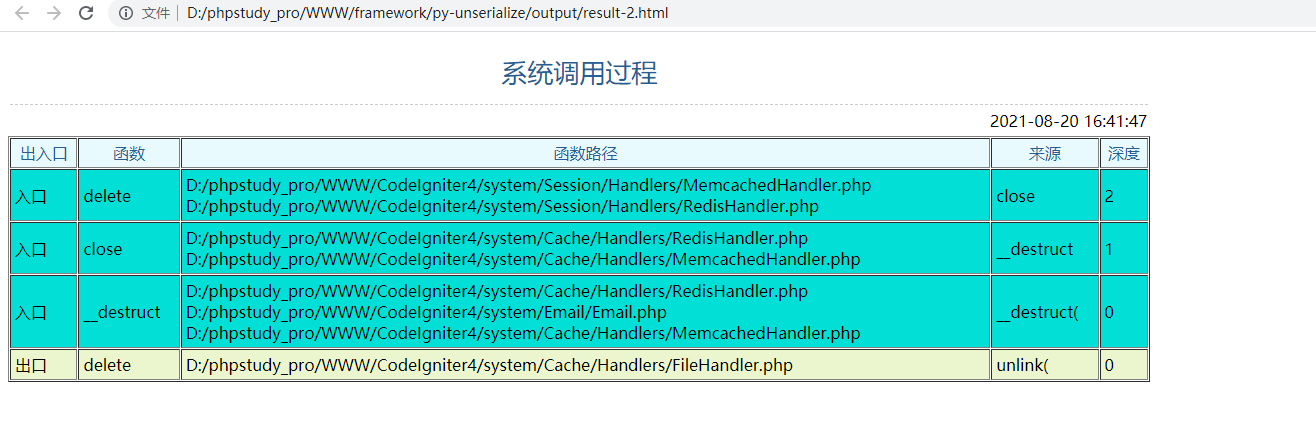 文件 D:/phpstudy_pro/WWW/framework/py-unserialize/output/result-2.html
系统调用过程
2021-08-20 16:41:47
出入口 函数 函数路径 来源 深度
入口 delete D:/phpstudy_pro/WWW/CodeIgniter4/system/Session/Handlers/MemcachedHandler.php close 2
D:/phpstudy_pro/WWW/CodeIgniter4/system/Session/Handlers/RedisHandler.php
入口 close D:/phpstudy_pro/WWW/CodeIgniter4/system/Cache/Handlers/RedisHandler.php __destruct 1
D:/phpstudy_pro/WWW/CodeIgniter4/system/Cache/Handlers/MemcachedHandler.php
入口 __destruct D:/phpstudy_pro/WWW/CodeIgniter4/system/Cache/Handlers/RedisHandler.php __destruct( 0
D:/phpstudy_pro/WWW/CodeIgniter4/system/Email/Email.php
D:/phpstudy_pro/WWW/CodeIgniter4/system/Cache/Handlers/MemcachedHandler.php
出口 delete D:/phpstudy_pro/WWW/CodeIgniter4/system/Cache/Handlers/FileHandler.php unlink( 0